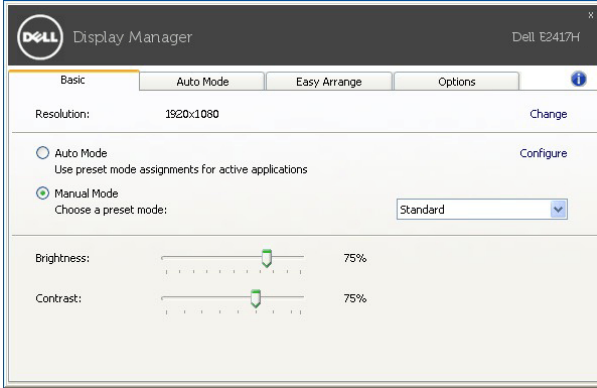 x
DELL Display Manager Dell E2417H
Basic Auto Mode Easy Arrange Options i
Resolution: 1920x1080 Change
Auto Mode Configure
Use preset mode assignments for active applications
Manual Mode
Choose a preset mode: Standard
Brightness: 75%
Contrast: 75%